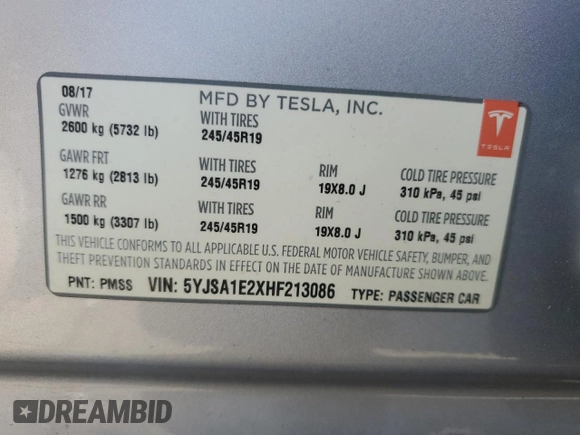 08/17 MFD BY TESLA, INC.
GVWR WITH TIRES
2600 kg (5732 lb) 245/45R19
TESLA
GAWR FRT WITH TIRES RIM COLD TIRE PRESSURE
1276 kg (2813 lb) 245/45R19 19X8.0 J 310 kPa, 45 psi
GAWR RR WITH TIRES RIM COLD TIRE PRESSURE
1500 kg (3307 lb) 245/45R19 19X8.0 J 310 kPa, 45 psi
THIS VEHICLE CONFORMS TO ALL APPLICABLE U.S. FEDERAL MOTOR VEHICLE SAFETY, BUMPER, AND
THEFT PREVENTION STANDARDS IN EFFECT ON THE DATE OF MANUFACTURE SHOWN ABOVE.
PNT: PMSS VIN: 5YJSA1E2XHF213086 TYPE: PASSENGER CAR
DREAMBID